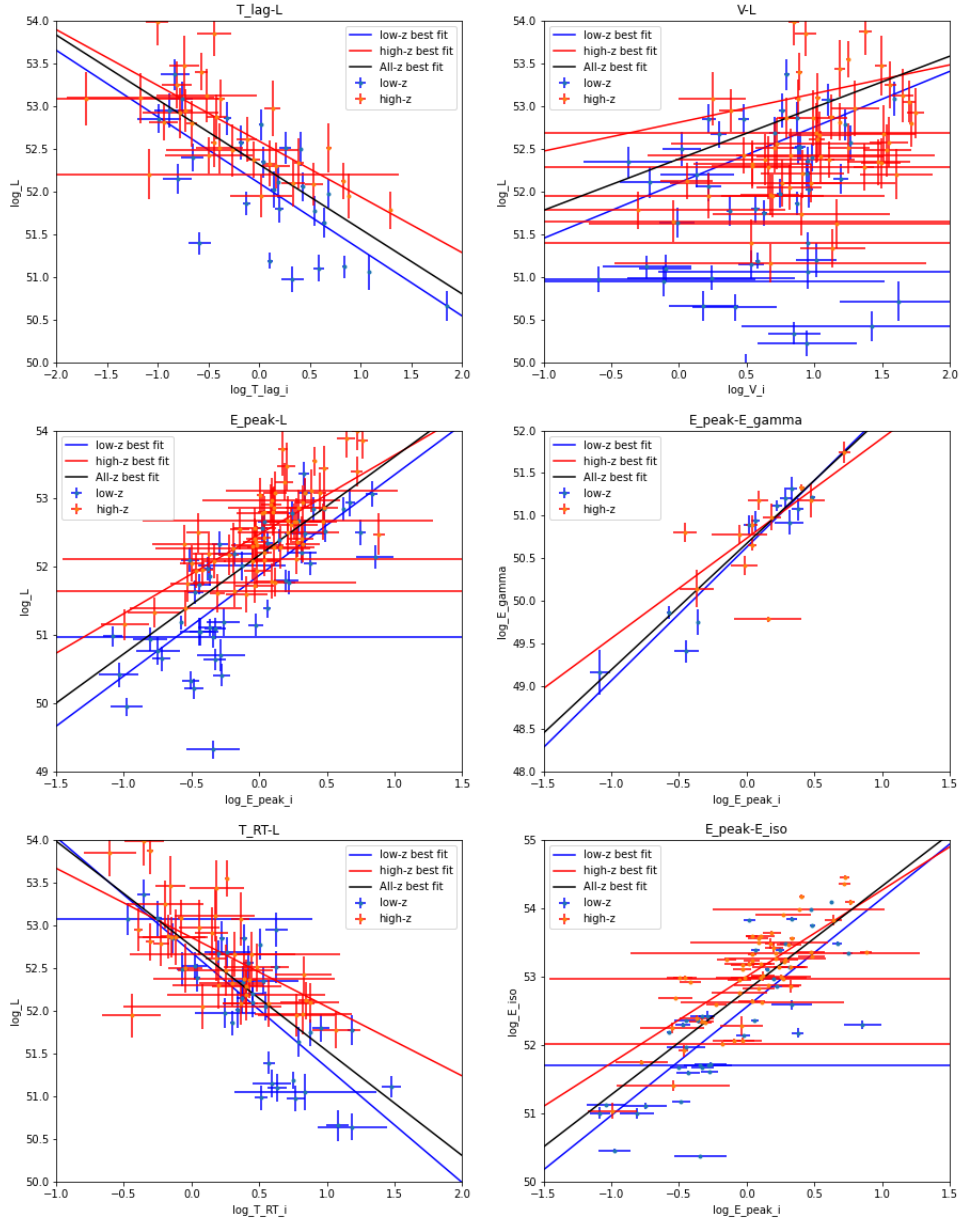 T_lag-L
54.0
53.5
53.0
52.5
52.0
51.5
51.0
50.5
50.0
log_L
low-z best fit
high-z best fit
All-z best fit
low-z
high-z
−2.0 −1.5 −1.0 −0.5 0.0 0.5 1.0 1.5 2.0
log_T_lag_i
V-L
54.0
53.5
53.0
52.5
52.0
51.5
51.0
50.5
50.0
log_L
low-z best fit
high-z best fit
All-z best fit
low-z
high-z
−1.0 −0.5 0.0 0.5 1.0 1.5 2.0
log_V_i
E_peak-L
54
53
52
51
50
49
log_L
low-z best fit
high-z best fit
All-z best fit
low-z
high-z
−1.5 −1.0 −0.5 0.0 0.5 1.0 1.5
log_E_peak_i
E_peak-E_gamma
52.0
51.5
51.0
50.5
50.0
49.5
49.0
48.5
48.0
log_E_gamma
low-z best fit
high-z best fit
All-z best fit
low-z
high-z
−1.5 −1.0 −0.5 0.0 0.5 1.0 1.5
log_E_peak_i
T_RT-L
54.0
53.5
53.0
52.5
52.0
51.5
51.0
50.5
50.0
log_L
low-z best fit
high-z best fit
All-z best fit
low-z
high-z
−1.0 −0.5 0.0 0.5 1.0 1.5 2.0
log_T_RT_i
E_peak-E_iso
55
54
53
52
51
50
log_E_iso
low-z best fit
high-z best fit
All-z best fit
low-z
high-z
−1.5 −1.0 −0.5 0.0 0.5 1.0 1.5
log_E_peak_i